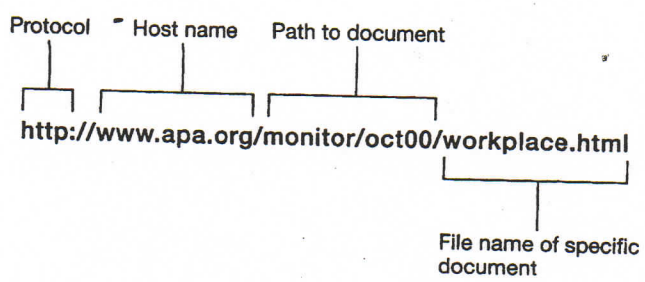 Protocol Host name Path to document
http://www.apa.org/monitor/oct00/workplace.html
File name of specific
document